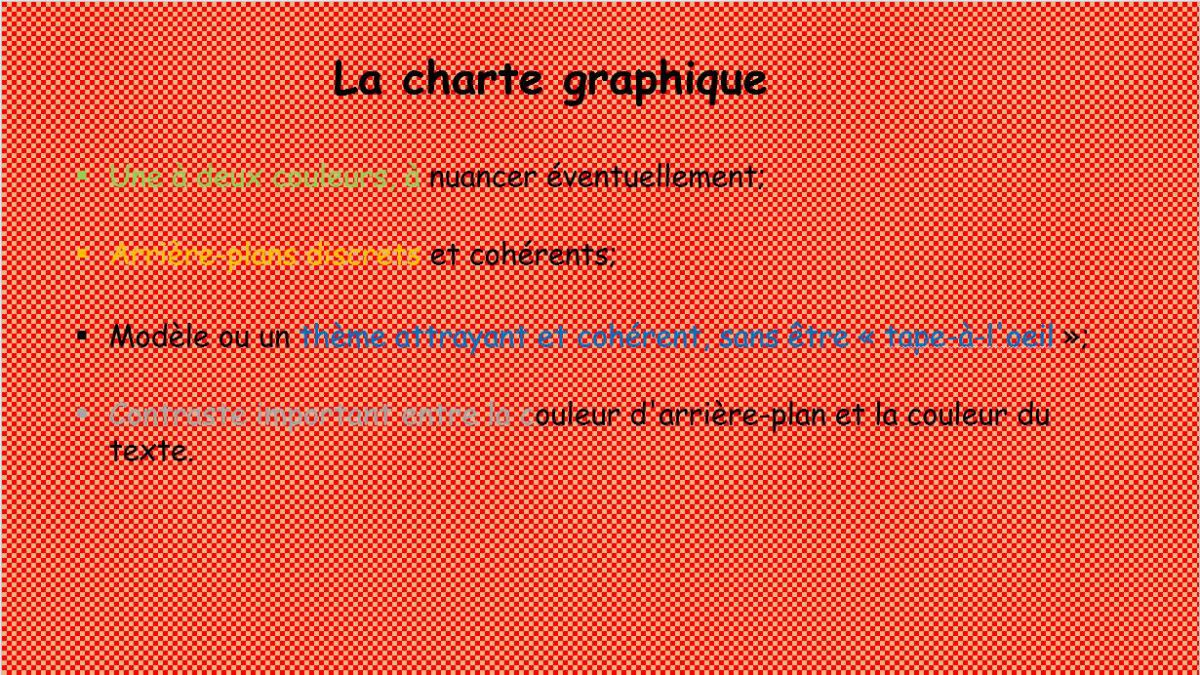 La charte graphique
▪ Une à deux couleurs, à nuancer éventuellement;
▪ Arrière-plans discrets et cohérents;
▪ Modèle ou un thème attrayant et cohérent, sans être « tape-à-l'oeil »;
▪ Contraste important entre la couleur d'arrière-plan et la couleur du
texte.